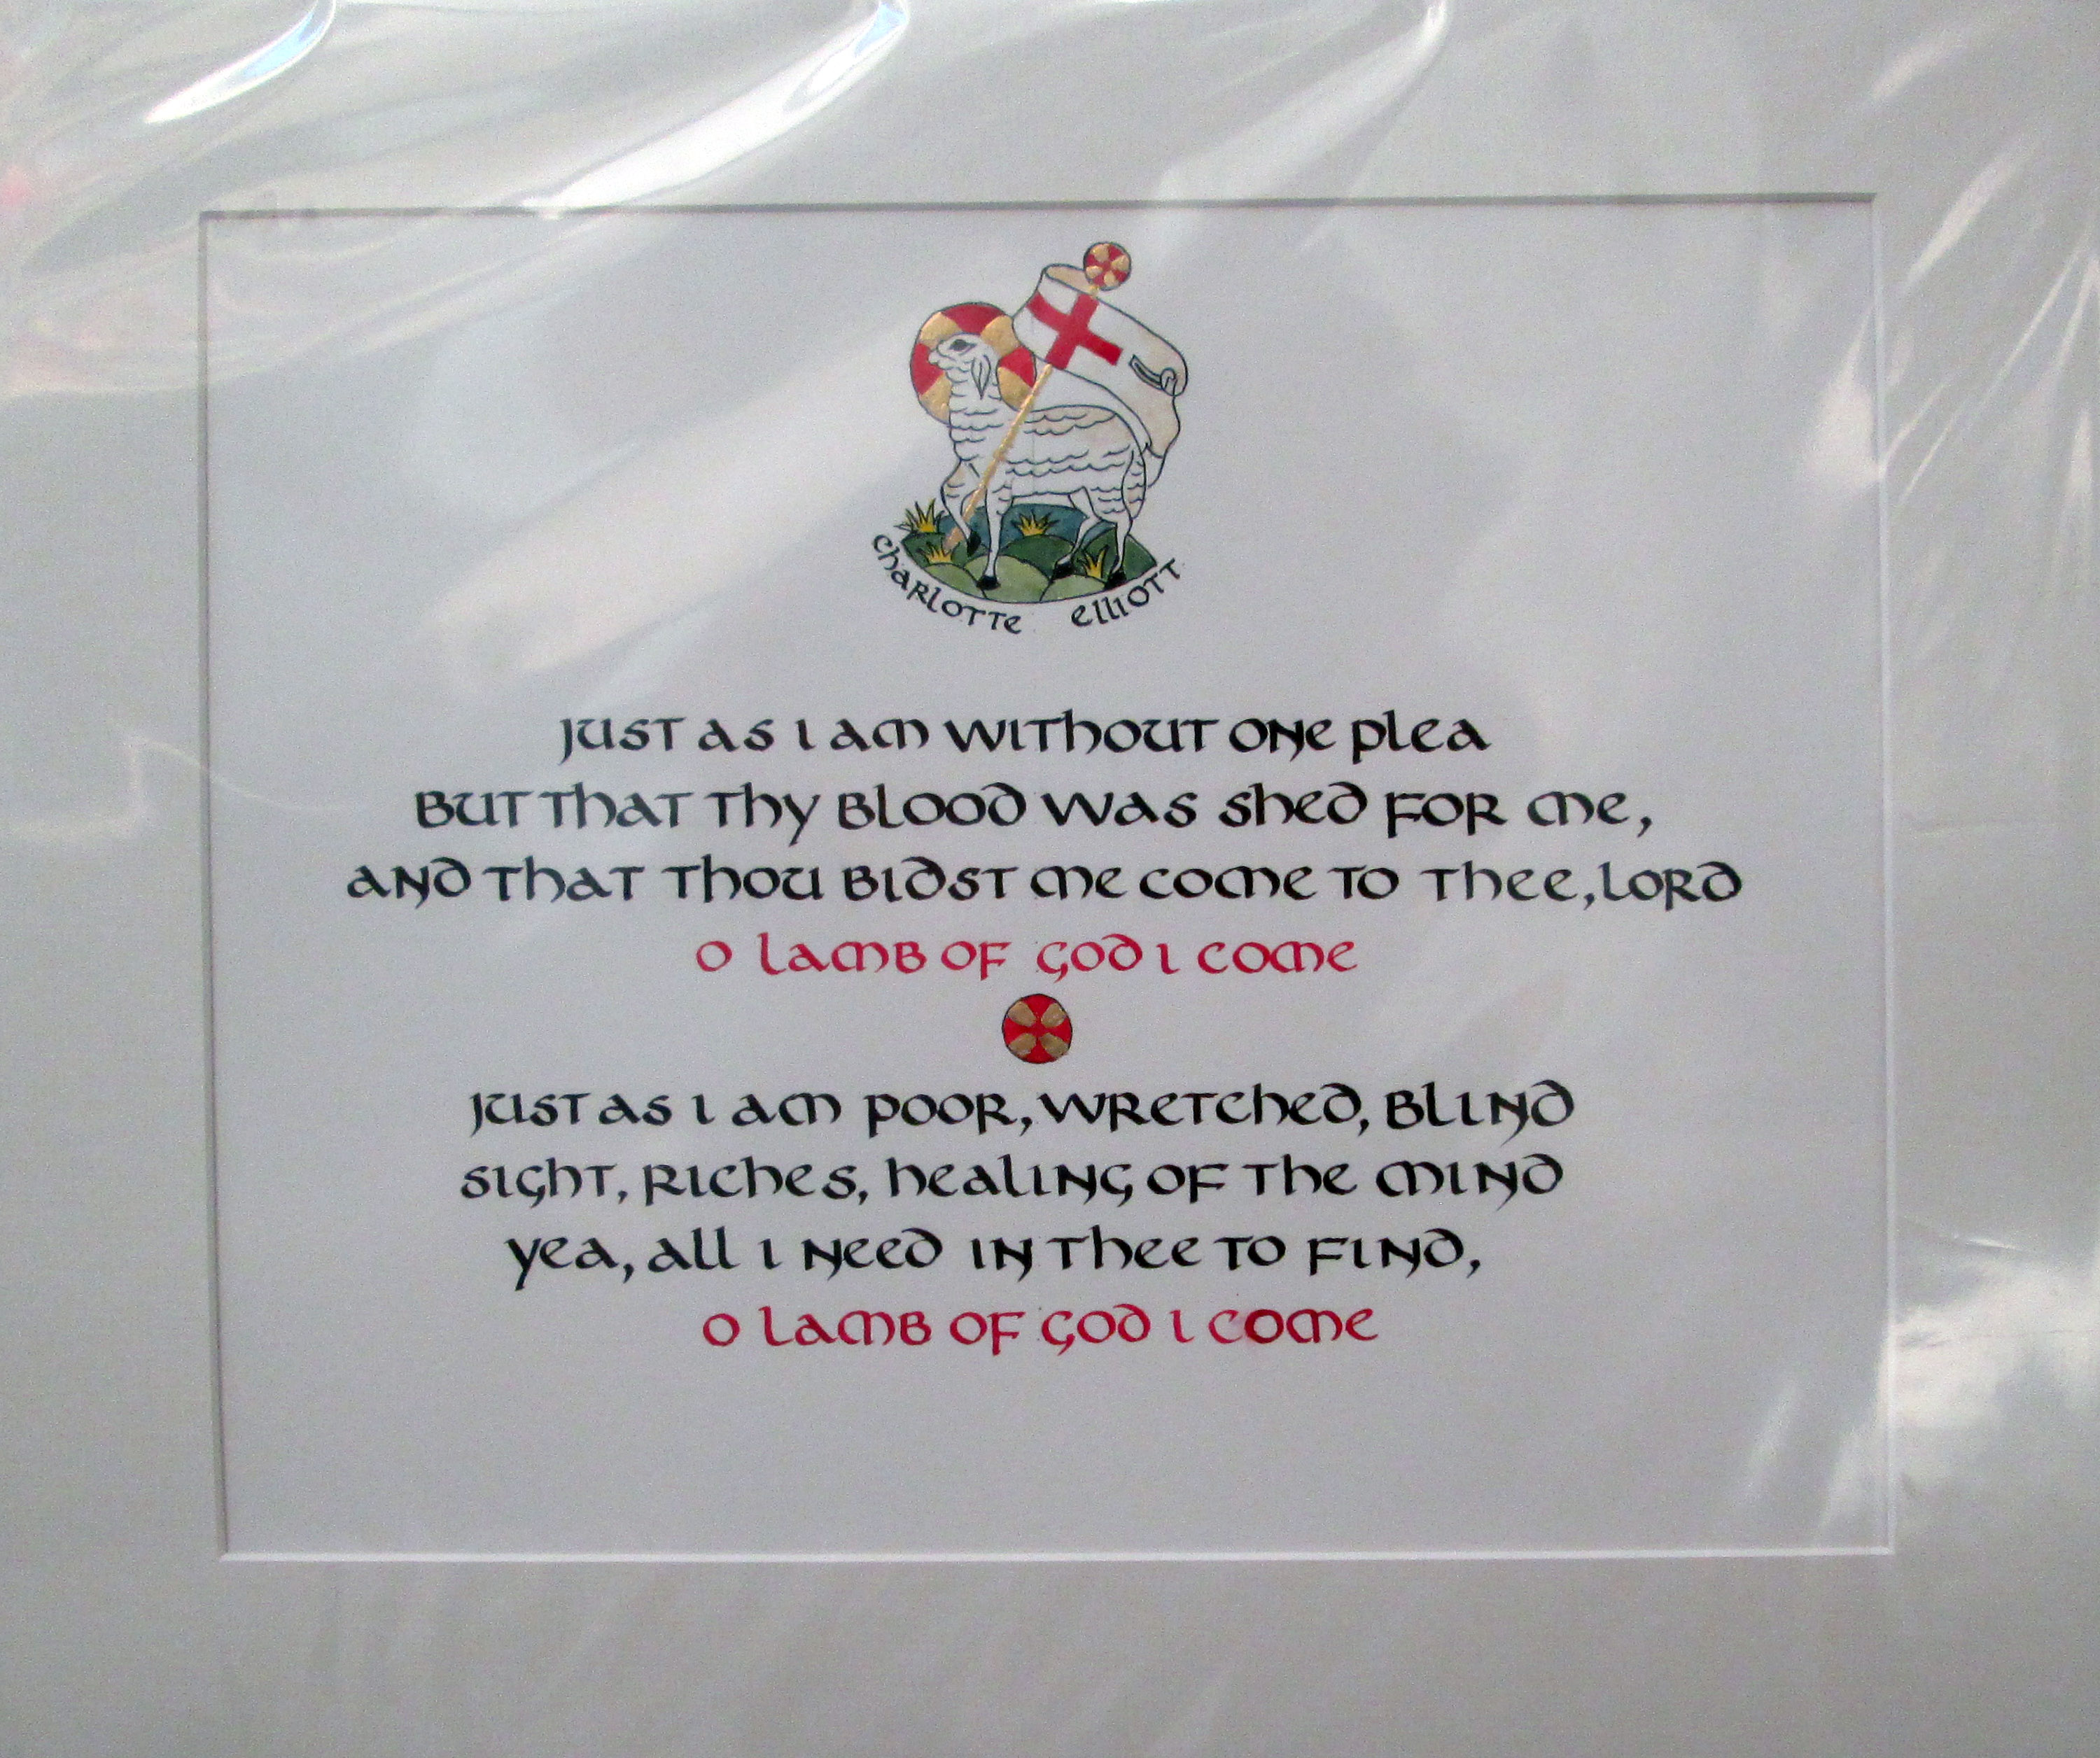 Charlotte Elliott
Just as I am without one plea
But that Thy Blood was shed for me,
And that Thou Bidst me come to Thee, Lord
O Lamb of God I come
Just as I am poor, wretched, Blind
sight, riches, healing of the mind
yea, all I need in Thee to find,
O Lamb of God I come